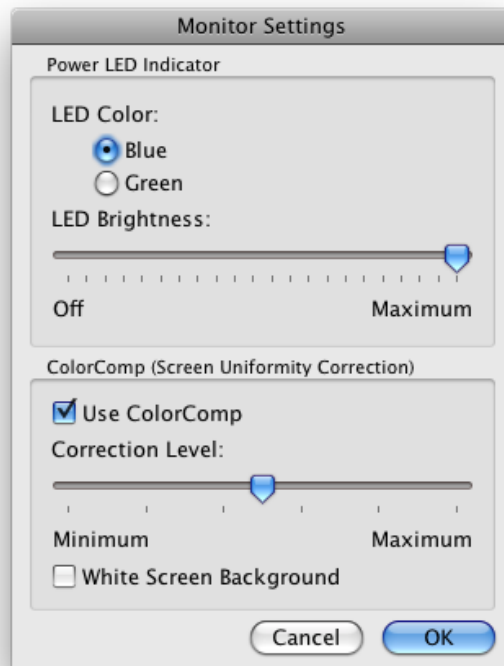 Monitor Settings
Power LED Indicator
LED Color:
Blue
Green
LED Brightness:
Off Maximum
ColorComp (Screen Uniformity Correction)
Use ColorComp
Correction Level:
Minimum Maximum
White Screen Background
Cancel OK